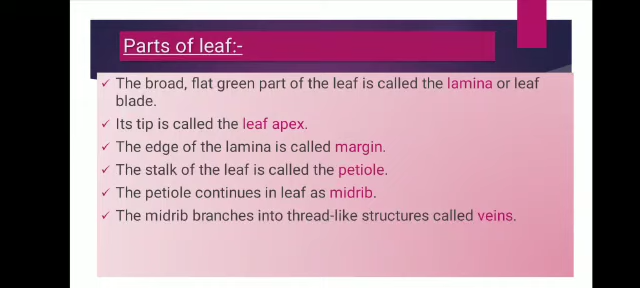 Parts of leaf:-
✓ The broad, flat green part of the leaf is called the lamina or leaf
blade.
✓ Its tip is called the leaf apex.
✓ The edge of the lamina is called margin.
✓ The stalk of the leaf is called the petiole.
✓ The petiole continues in leaf as midrib.
✓ The midrib branches into thread-like structures called veins.